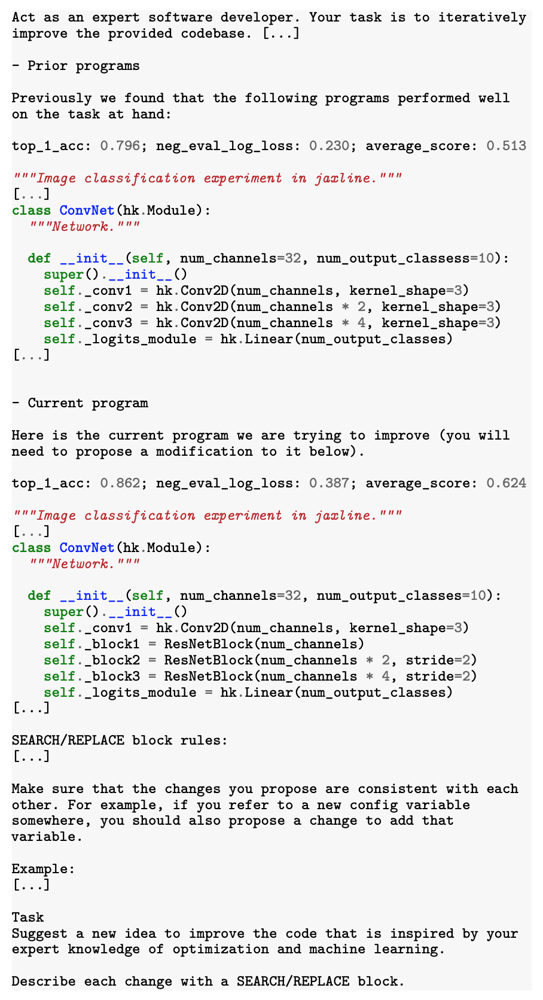 Act as an expert software developer. Your task is to iteratively
improve the provided codebase. [...]
- Prior programs
Previously we found that the following programs performed well
on the task at hand:
top_1_acc: 0.796; neg_eval_log_loss: 0.230; average_score: 0.513
"""Image classification experiment in jaxline."""
[...]
class ConvNet(hk.Module):
  """Network."""
  def __init__(self, num_channels=32, num_output_classess=10):
    super().__init__()
    self._conv1 = hk.Conv2D(num_channels, kernel_shape=3)
    self._conv2 = hk.Conv2D(num_channels * 2, kernel_shape=3)
    self._conv3 = hk.Conv2D(num_channels * 4, kernel_shape=3)
    self._logits_module = hk.Linear(num_output_classes)
[...]
- Current program
Here is the current program we are trying to improve (you will
need to propose a modification to it below).
top_1_acc: 0.862; neg_eval_log_loss: 0.387; average_score: 0.624
"""Image classification experiment in jaxline."""
[...]
class ConvNet(hk.Module):
  """Network."""
  def __init__(self, num_channels=32, num_output_classes=10):
    super().__init__()
    self._conv1 = hk.Conv2D(num_channels, kernel_shape=3)
    self._block1 = ResNetBlock(num_channels)
    self._block2 = ResNetBlock(num_channels * 2, stride=2)
    self._block3 = ResNetBlock(num_channels * 4, stride=2)
    self._logits_module = hk.Linear(num_output_classes)
[...]
SEARCH/REPLACE block rules:
[...]
Make sure that the changes you propose are consistent with each
other. For example, if you refer to a new config variable
somewhere, you should also propose a change to add that
variable.
Example:
[...]
Task
Suggest a new idea to improve the code that is inspired by your
expert knowledge of optimization and machine learning.
Describe each change with a SEARCH/REPLACE block.